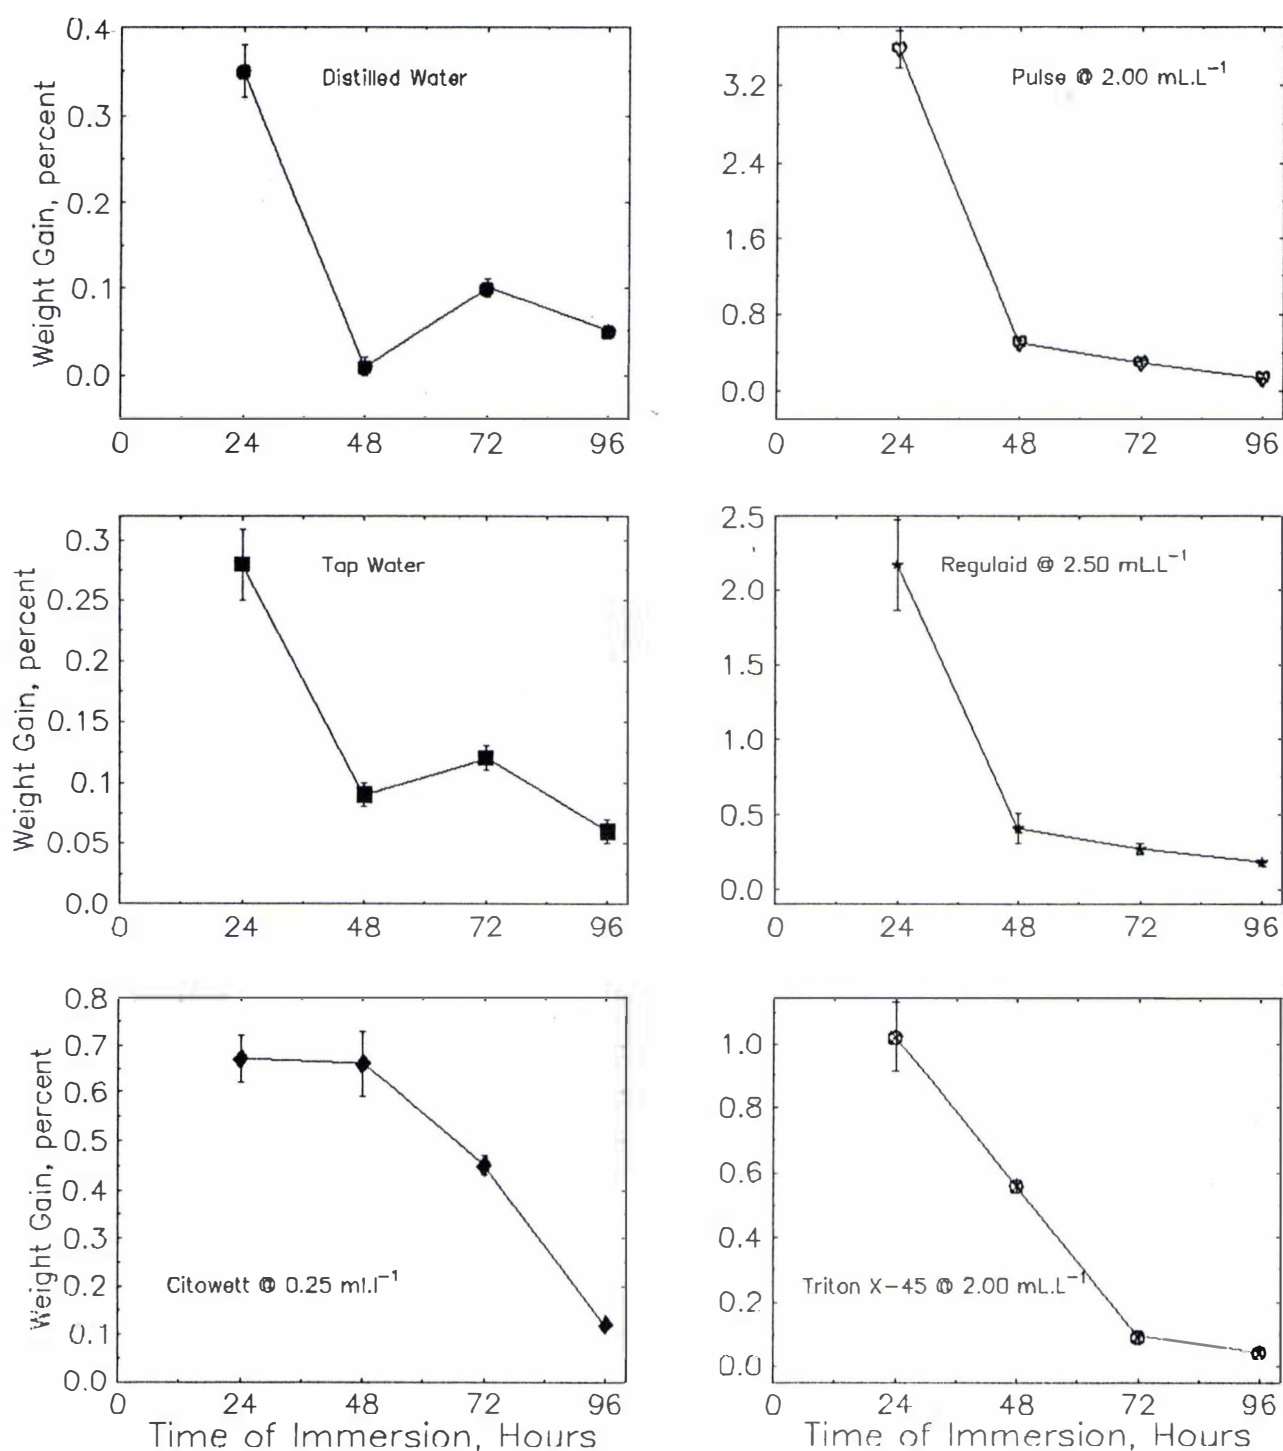 0.4
0.3
0.2
0.1
0.0
Weight Gain, percent
Distilled Water
0 24 48 72 96
3.2
2.4
1.6
0.8
0.0
Pulse @ 2.00 mL.L⁻¹
0 24 48 72 96
0.3
0.25
0.2
0.15
0.1
0.05
0.0
Weight Gain, percent
Tap Water
0 24 48 72 96
2.5
2.0
1.5
1.0
0.5
0.0
Regulaid @ 2.50 mL.L⁻¹
0 24 48 72 96
0.8
0.7
0.6
0.5
0.4
0.3
0.2
0.1
0.0
Weight Gain, percent
Citowett @ 0.25 ml.l⁻¹
0 24 48 72 96
Time of Immersion, Hours
1.0
0.8
0.6
0.4
0.2
0.0
Triton X-45 @ 2.00 mL.L⁻¹
0 24 48 72 96
Time of Immersion, Hours